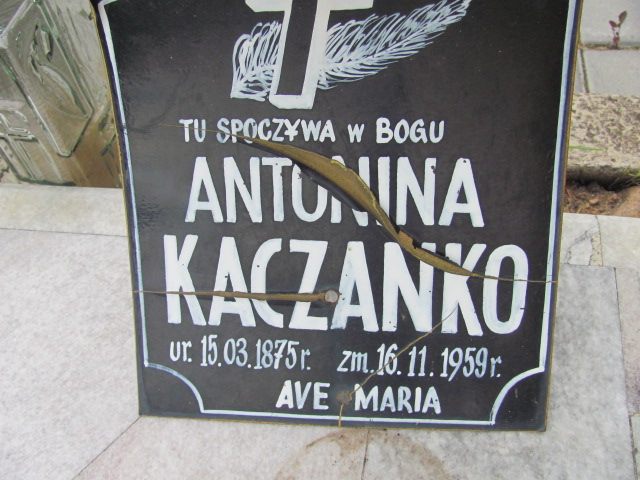 TU SPOCZYWA W BOGU
ANTONINA
KACZANKO
ur. 15.03.1875 r. zm. 16.11.1959 r.
AVE MARIA